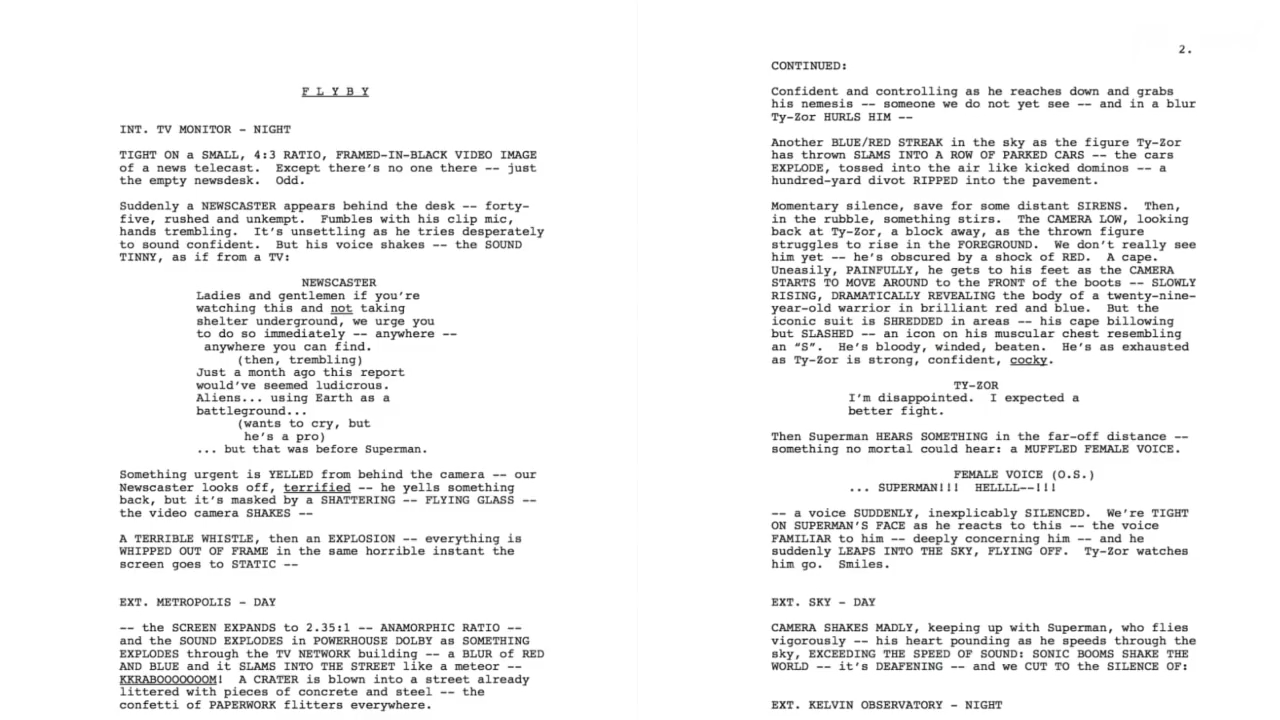 F L Y B Y
INT. TV MONITOR - NIGHT
TIGHT ON a SMALL, 4:3 RATIO, FRAMED-IN-BLACK VIDEO IMAGE
of a news telecast.  Except there's no one there -- just
the empty newsdesk.  Odd.
Suddenly a NEWSCASTER appears behind the desk -- forty-
five, rushed and unkempt.  Fumbles with his clip mic,
hands trembling.  It's unsettling as he tries desperately
to sound confident.  But his voice shakes -- the SOUND
TINNY, as if from a TV:
NEWSCASTER
Ladies and gentlemen if you're
watching this and not taking
shelter underground, we urge you
to do so immediately -- anywhere --
anywhere you can find.
(then, trembling)
Just a month ago this report
would've seemed ludicrous.
Aliens... using Earth as a
battleground...
(wants to cry, but
he's a pro)
... but that was before Superman.
Something urgent is YELLED from behind the camera -- our
Newscaster looks off, terrified -- he yells something
back, but it's masked by a SHATTERING -- FLYING GLASS --
the video camera SHAKES --
A TERRIBLE WHISTLE, then an EXPLOSION -- everything is
WHIPPED OUT OF FRAME in the same horrible instant the
screen goes to STATIC --
EXT. METROPOLIS - DAY
-- the SCREEN EXPANDS to 2.35:1 -- ANAMORPHIC RATIO --
and the SOUND EXPLODES in POWERHOUSE DOLBY as SOMETHING
EXPLODES through the TV NETWORK building -- a BLUR of RED
AND BLUE and it SLAMS INTO THE STREET like a meteor --
KKRABOOOOOOOM!  A CRATER is blown into a street already
littered with pieces of concrete and steel -- the
confetti of PAPERWORK flitters everywhere.
2.
CONTINUED:
Confident and controlling as he reaches down and grabs
his nemesis -- someone we do not yet see -- and in a blur
Ty-Zor HURLS HIM --
Another BLUE/RED STREAK in the sky as the figure Ty-Zor
has thrown SLAMS INTO A ROW OF PARKED CARS -- the cars
EXPLODE, tossed into the air like kicked dominos -- a
hundred-yard divot RIPPED into the pavement.
Momentary silence, save for some distant SIRENS.  Then,
in the rubble, something stirs.  The CAMERA LOW, looking
back at Ty-Zor, a block away, as the thrown figure
struggles to rise in the FOREGROUND.  We don't really see
him yet -- he's obscured by a shock of RED.  A cape.
Uneasily, PAINFULLY, he gets to his feet as the CAMERA
STARTS TO MOVE AROUND to the FRONT of the boots -- SLOWLY
RISING, DRAMATICALLY REVEALING the body of a twenty-nine-
year-old warrior in brilliant red and blue.  But the
iconic suit is SHREDDED in areas -- his cape billowing
but SLASHED -- an icon on his muscular chest resembling
an "S".  He's bloody, winded, beaten.  He's as exhausted
as Ty-Zor is strong, confident, cocky.
TY-ZOR
I'm disappointed.  I expected a
better fight.
Then Superman HEARS SOMETHING in the far-off distance --
something no mortal could hear: a MUFFLED FEMALE VOICE.
FEMALE VOICE (O.S.)
... SUPERMAN!!!  HELLLL--!!!
-- a voice SUDDENLY, inexplicably SILENCED.  We're TIGHT
ON SUPERMAN'S FACE as he reacts to this -- the voice
FAMILIAR to him -- deeply concerning him -- and he
suddenly LEAPS INTO THE SKY, FLYING OFF.  Ty-Zor watches
him go.  Smiles.
EXT. SKY - DAY
CAMERA SHAKES MADLY, keeping up with Superman, who flies
vigorously -- his heart pounding as he speeds through the
sky, EXCEEDING THE SPEED OF SOUND: SONIC BOOMS SHAKE THE
WORLD -- it's DEAFENING -- and we CUT TO the SILENCE OF:
EXT. KELVIN OBSERVATORY - NIGHT